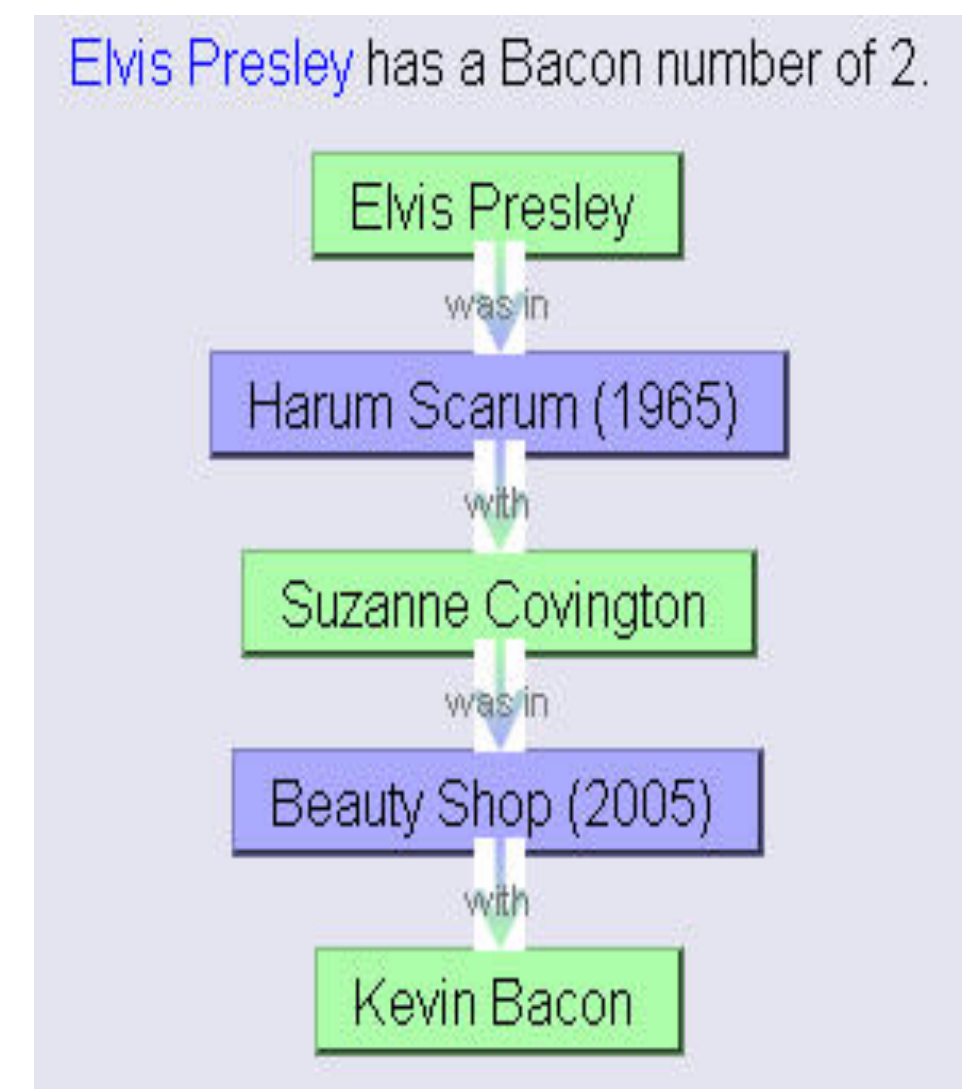 Elvis Presley has a Bacon number of 2.
Elvis Presley
was in
Harum Scarum (1965)
with
Suzanne Covington
was in
Beauty Shop (2005)
with
Kevin Bacon